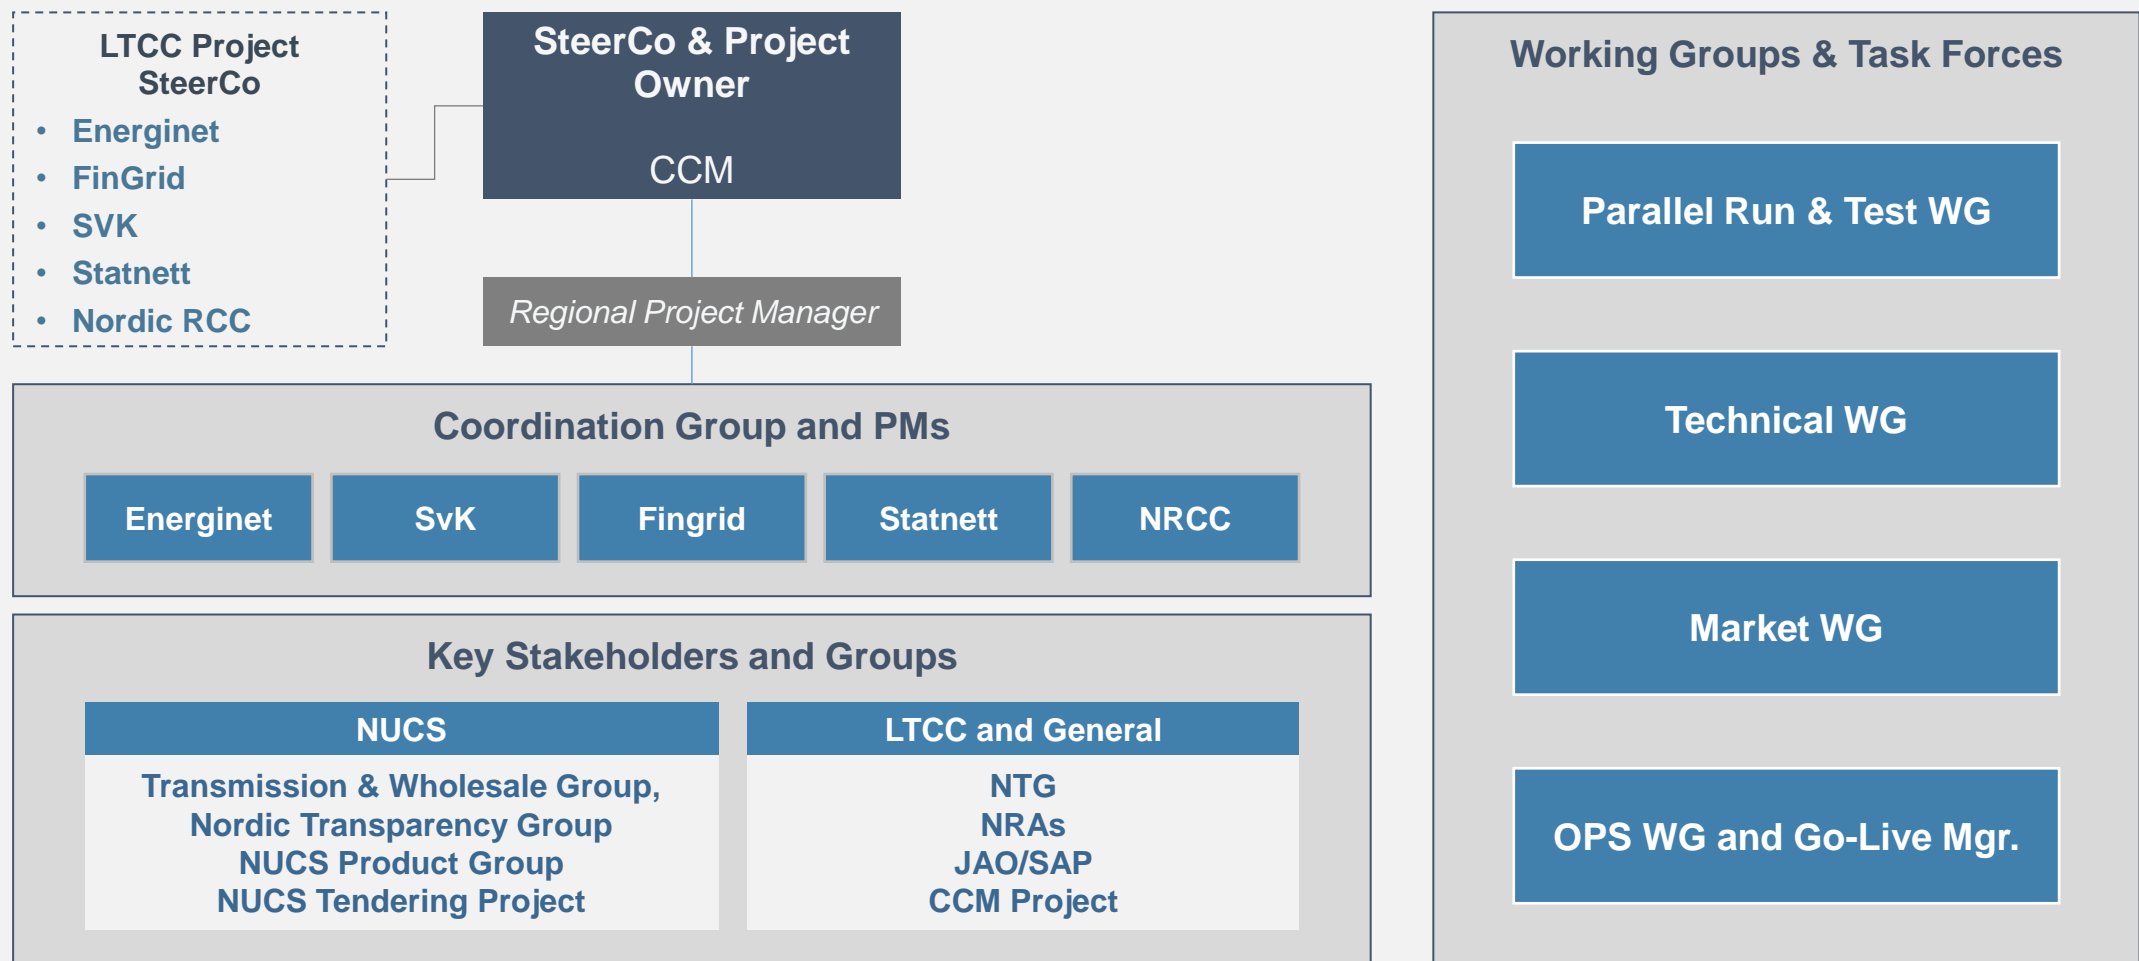 LTCC Project
SteerCo
• Energinet
• FinGrid
• SVK
• Statnett
• Nordic RCC
SteerCo & Project
Owner
CCM
Regional Project Manager
Coordination Group and PMs
Energinet
SvK
Fingrid
Statnett
NRCC
Key Stakeholders and Groups
NUCS
Transmission & Wholesale Group,
Nordic Transparency Group
NUCS Product Group
NUCS Tendering Project
LTCC and General
NTG
NRAs
JAO/SAP
CCM Project
Working Groups & Task Forces
Parallel Run & Test WG
Technical WG
Market WG
OPS WG and Go-Live Mgr.